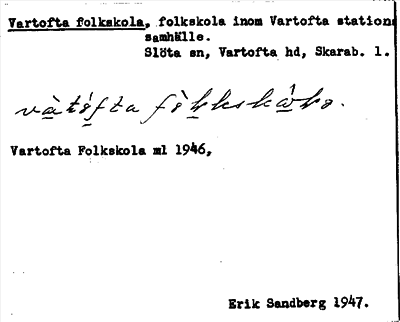 Vartofta folkskola, folkskola inom Vartofta stations
samhälle.
Slöta sn, Vartofta hd, Skarab. l.
Vartofta Folkskola ml 1946,
Erik Sandberg 1947.